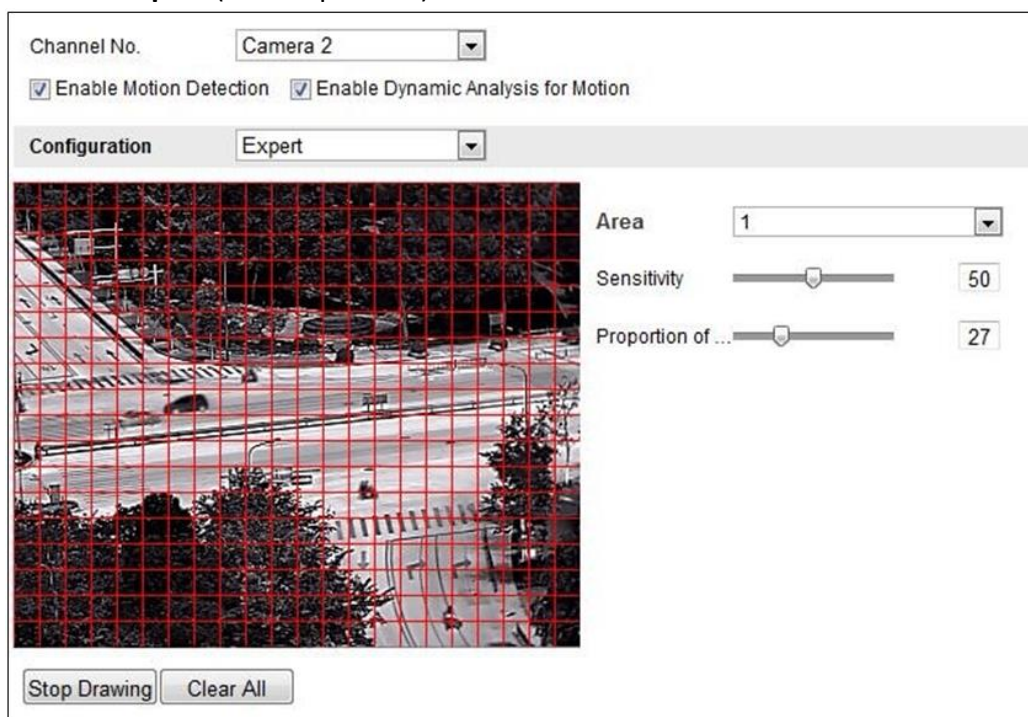 Channel No. Camera 2
Enable Motion Detection Enable Dynamic Analysis for Motion
Configuration Expert
Area 1
Sensitivity 50
Proportion of ... 27
Stop Drawing Clear All